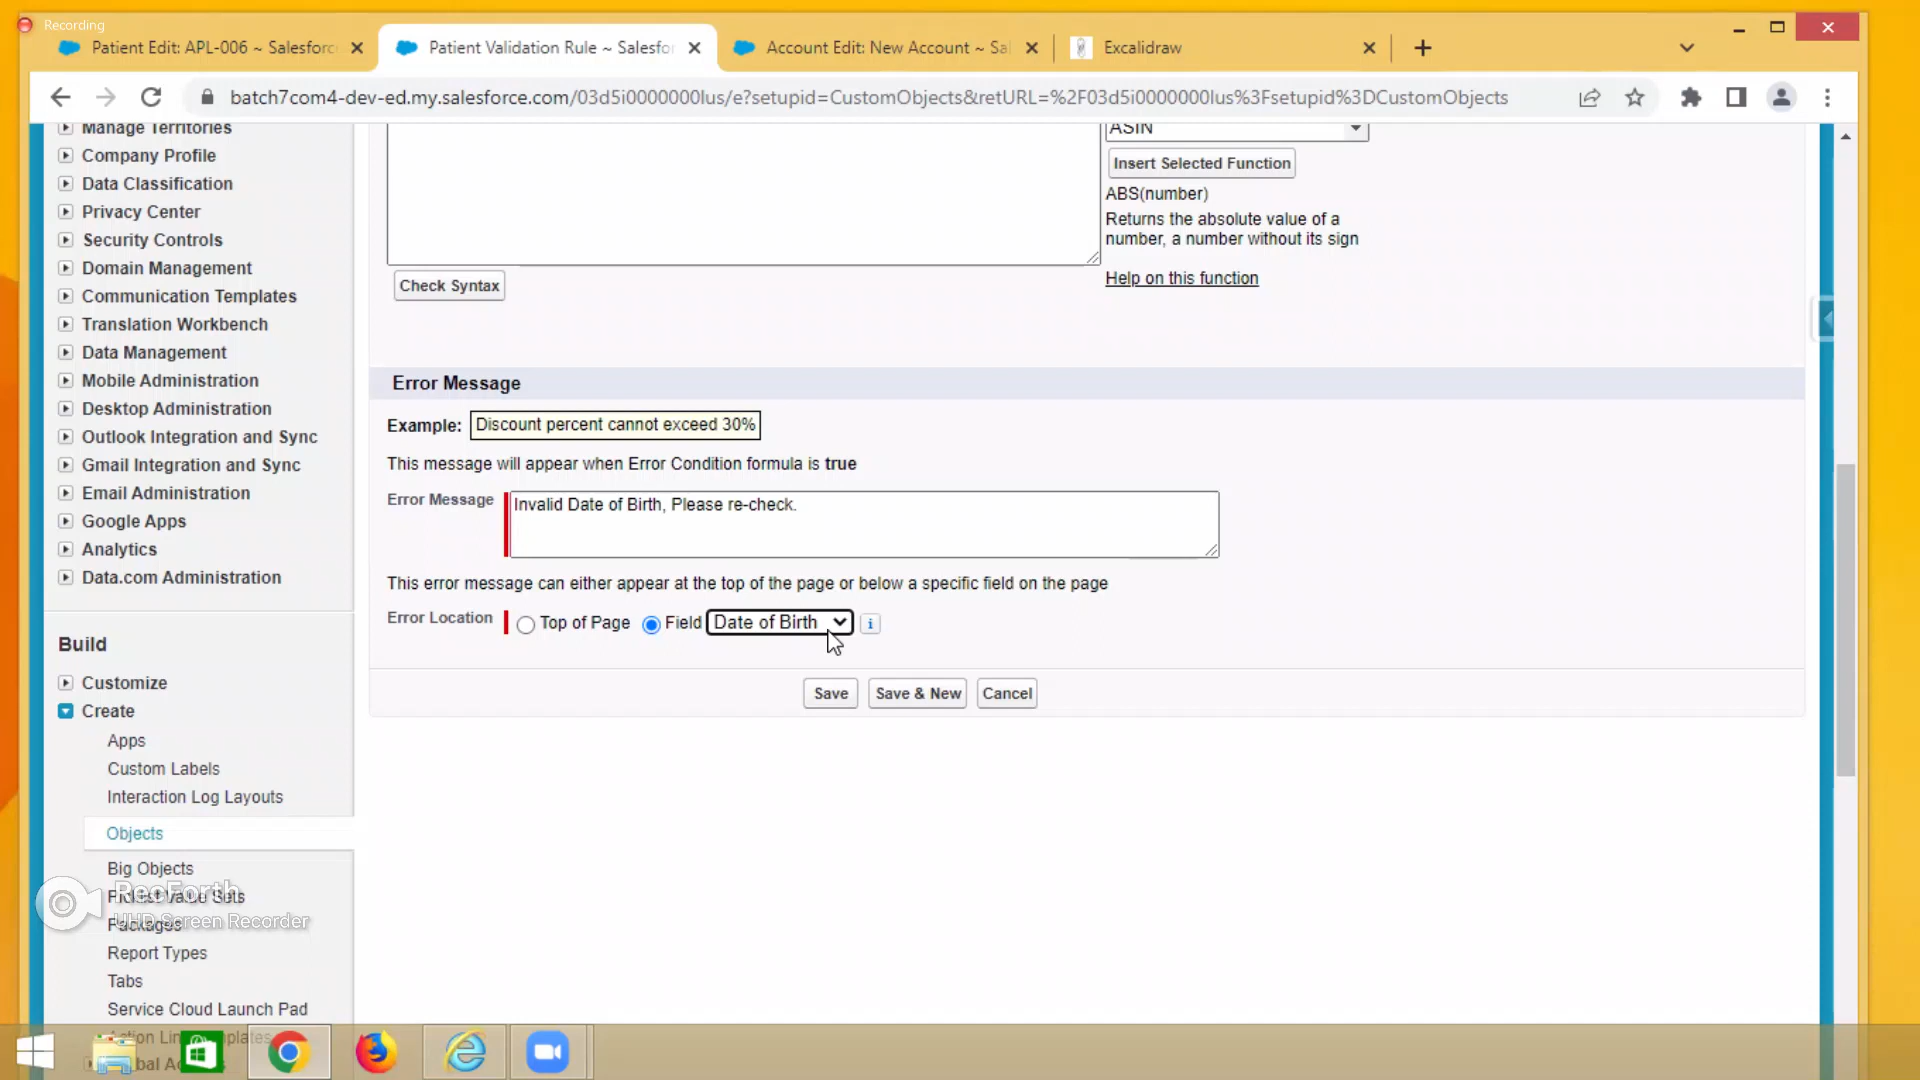 Recording
Patient Edit: APL-006 ~ Salesforc
Patient Validation Rule ~ Salesfo
Account Edit: New Account ~ Sal
Excalidraw
batch7com4-dev-ed.my.salesforce.com/03d5i0000000lus/e?setupid=CustomObjects&retURL=%2F03d5i0000000lus%3Fsetupid%3DCustomObjects
Manage Territories
Company Profile
Data Classification
Privacy Center
Security Controls
Domain Management
Communication Templates
Translation Workbench
Data Management
Mobile Administration
Desktop Administration
Outlook Integration and Sync
Gmail Integration and Sync
Email Administration
Google Apps
Analytics
Data.com Administration
Build
Customize
Create
Apps
Custom Labels
Interaction Log Layouts
Objects
Big Objects
Picklist Value Sets
Packages
Report Types
Tabs
Service Cloud Launch Pad
RecForth
UHD Screen Recorder
ASIN
Insert Selected Function
ABS(number)
Returns the absolute value of a
number, a number without its sign
Help on this function
Check Syntax
Error Message
Example: Discount percent cannot exceed 30%
This message will appear when Error Condition formula is true
Error Message
Invalid Date of Birth, Please re-check.
This error message can either appear at the top of the page or below a specific field on the page
Error Location Top of Page Field Date of Birth
Save Save & New Cancel